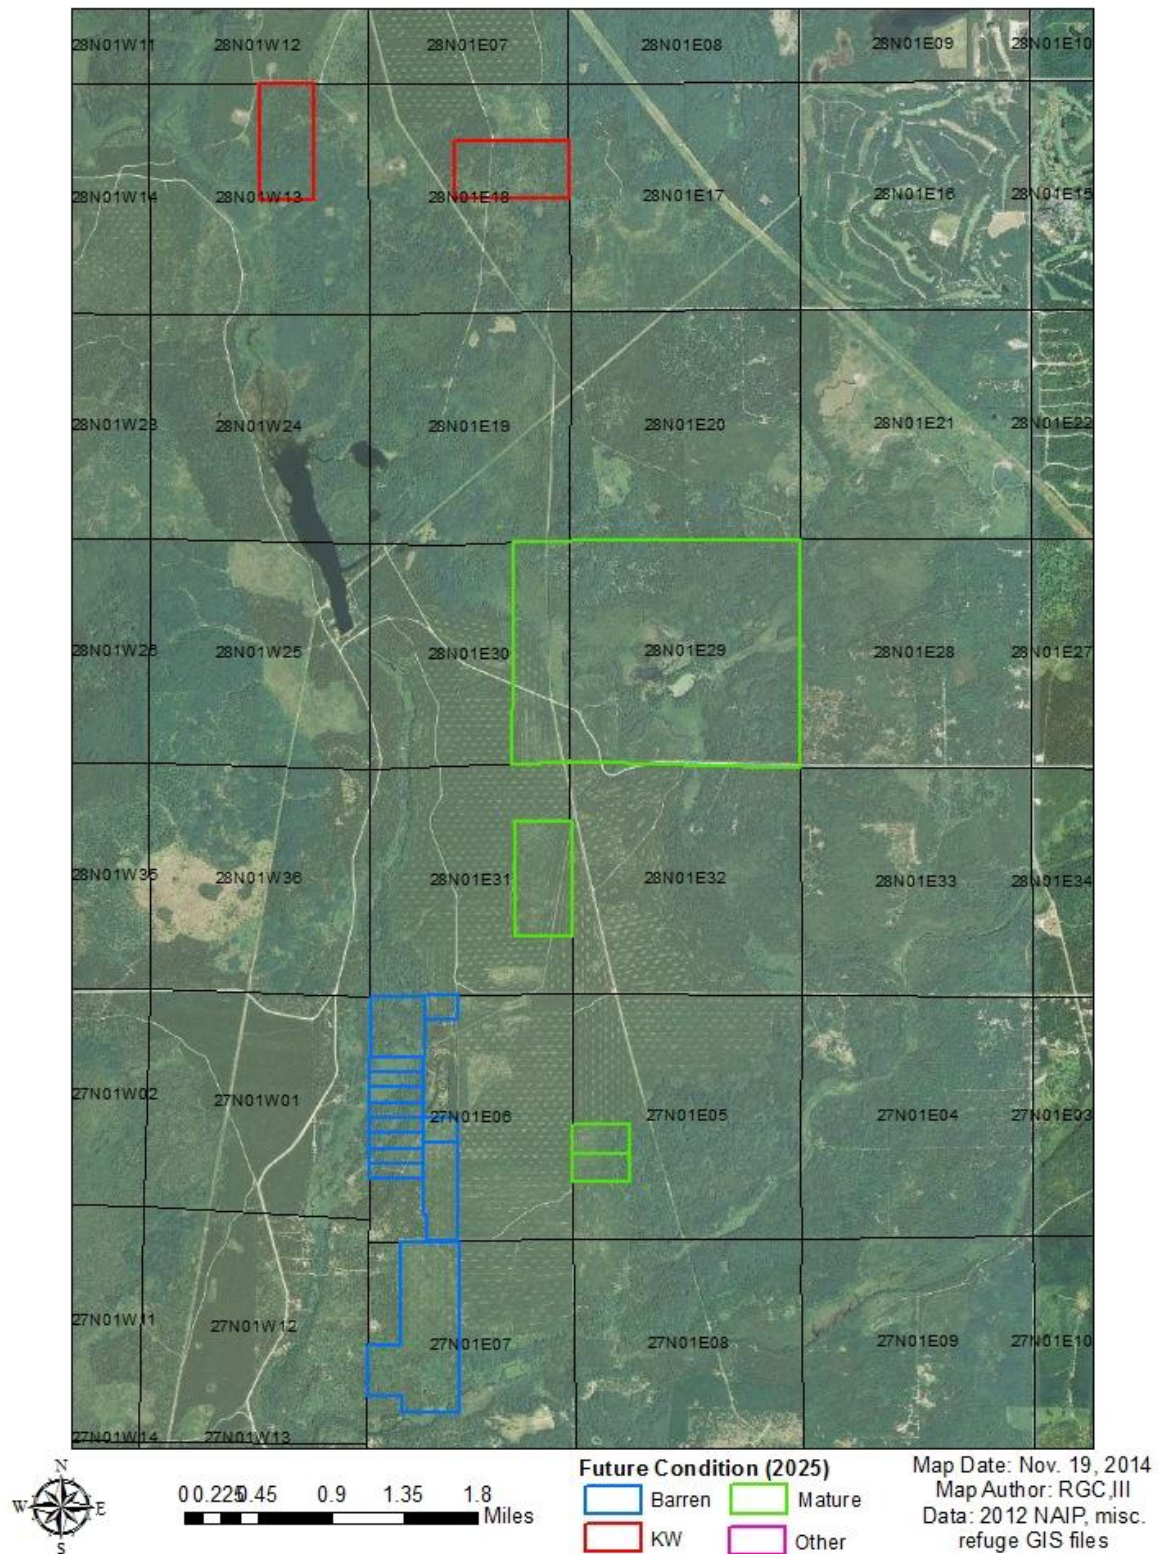 28N01W11 28N01W12 28N01E07 28N01E08 28N01E09 28N01E10
28N01W14 28N01W13 28N01E18 28N01E17 28N01E16 28N01E15
28N01W23 28N01W24 28N01E19 28N01E20 28N01E21 28N01E22
28N01W26 28N01W25 28N01E30 28N01E29 28N01E28 28N01E27
28N01W35 28N01W36 28N01E31 28N01E32 28N01E33 28N01E34
27N01W02 27N01W01 27N01E06 27N01E05 27N01E04 27N01E03
27N01W11 27N01W12 27N01E07 27N01E08 27N01E09 27N01E10
27N01W14 27N01W13
N
W E
S
0 0.225 0.45 0.9 1.35 1.8
Miles
Future Condition (2025)
Barren Mature
KW Other
Map Date: Nov. 19, 2014
Map Author: RGC,III
Data: 2012 NAIP, misc.
refuge GIS files